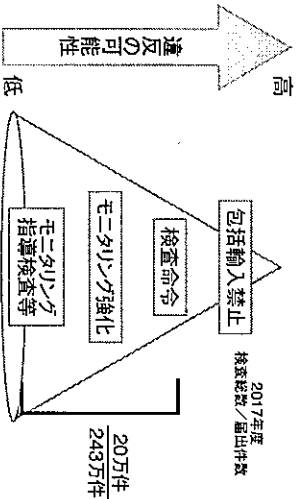 高
違反の可能性
低
包括輸入禁止
検査命令
モニタリング強化
モニタリング
指導検査等
2017年度
検査総数/届出件数
20万件
243万件